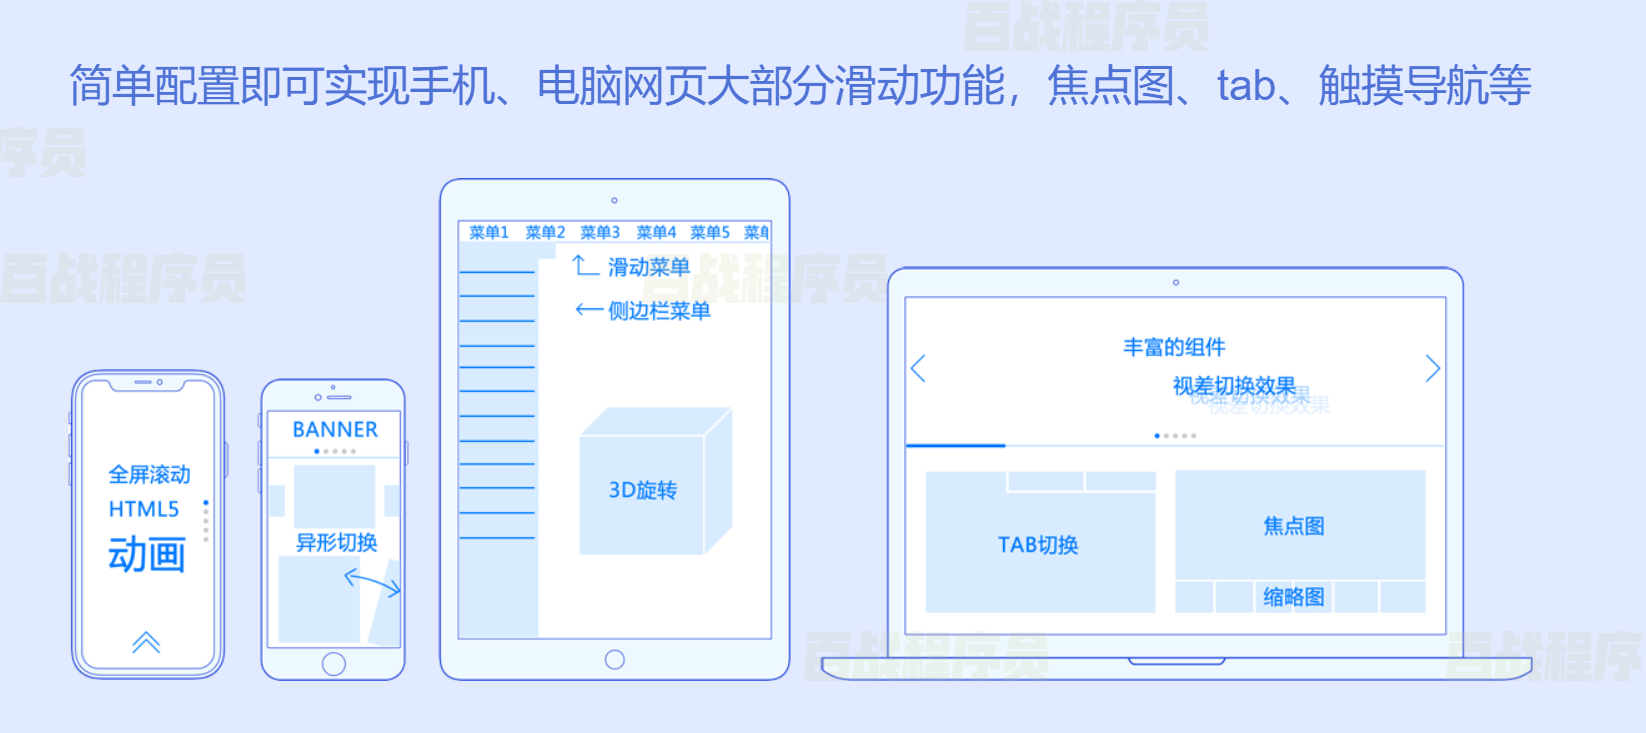 百战程序员
简单配置即可实现手机、电脑网页大部分滑动功能，焦点图、tab、触摸导航等
序员
百战程序员
百战程序员
菜单1 菜单2 菜单3 菜单4 菜单5 菜单
滑动菜单
侧边栏菜单
3D旋转
全屏滚动
HTML5
动画
BANNER
异形切换
丰富的组件
视差切换效果
视差切换效果
视差切换效果
TAB切换
焦点图
缩略图
百战程序员
百战程序